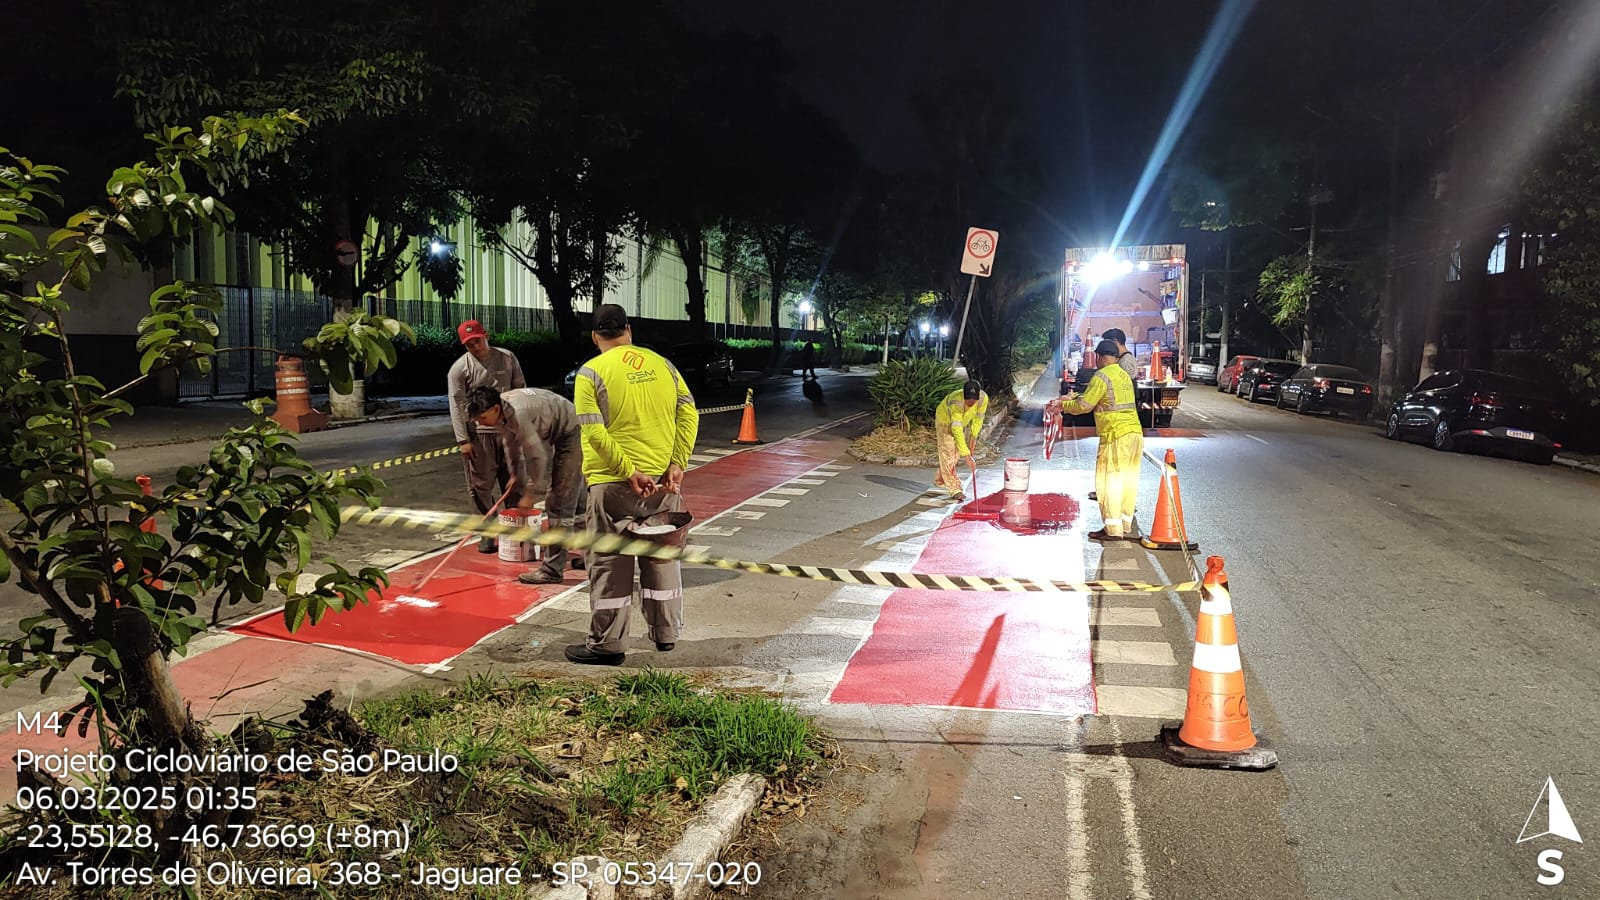 GSM
sinalização
M4
Projeto Cicloviário de São Paulo
06.03.2025 01:35
-23,55128, -46,73669 (±8m)
Av. Torres de Oliveira, 368 - Jaguaré - SP, 05347-020
S